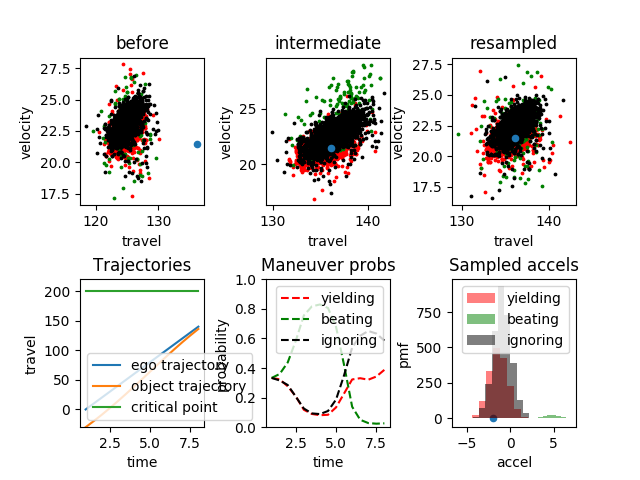 before
intermediate
resampled
27.5
25.0
22.5
20.0
17.5
velocity
120
130
travel
25
20
velocity
130
140
travel
27.5
25.0
22.5
20.0
17.5
velocity
130
140
travel
Trajectories
Maneuver probs
Sampled accels
200
150
100
50
0
travel
ego trajectory
object trajectory
critical point
2.5
5.0
7.5
time
1.0
0.8
0.6
0.4
0.2
0.0
probability
yielding
beating
ignoring
2.5
5.0
7.5
time
750
500
250
0
pmf
yielding
beating
ignoring
−5
0
5
accel